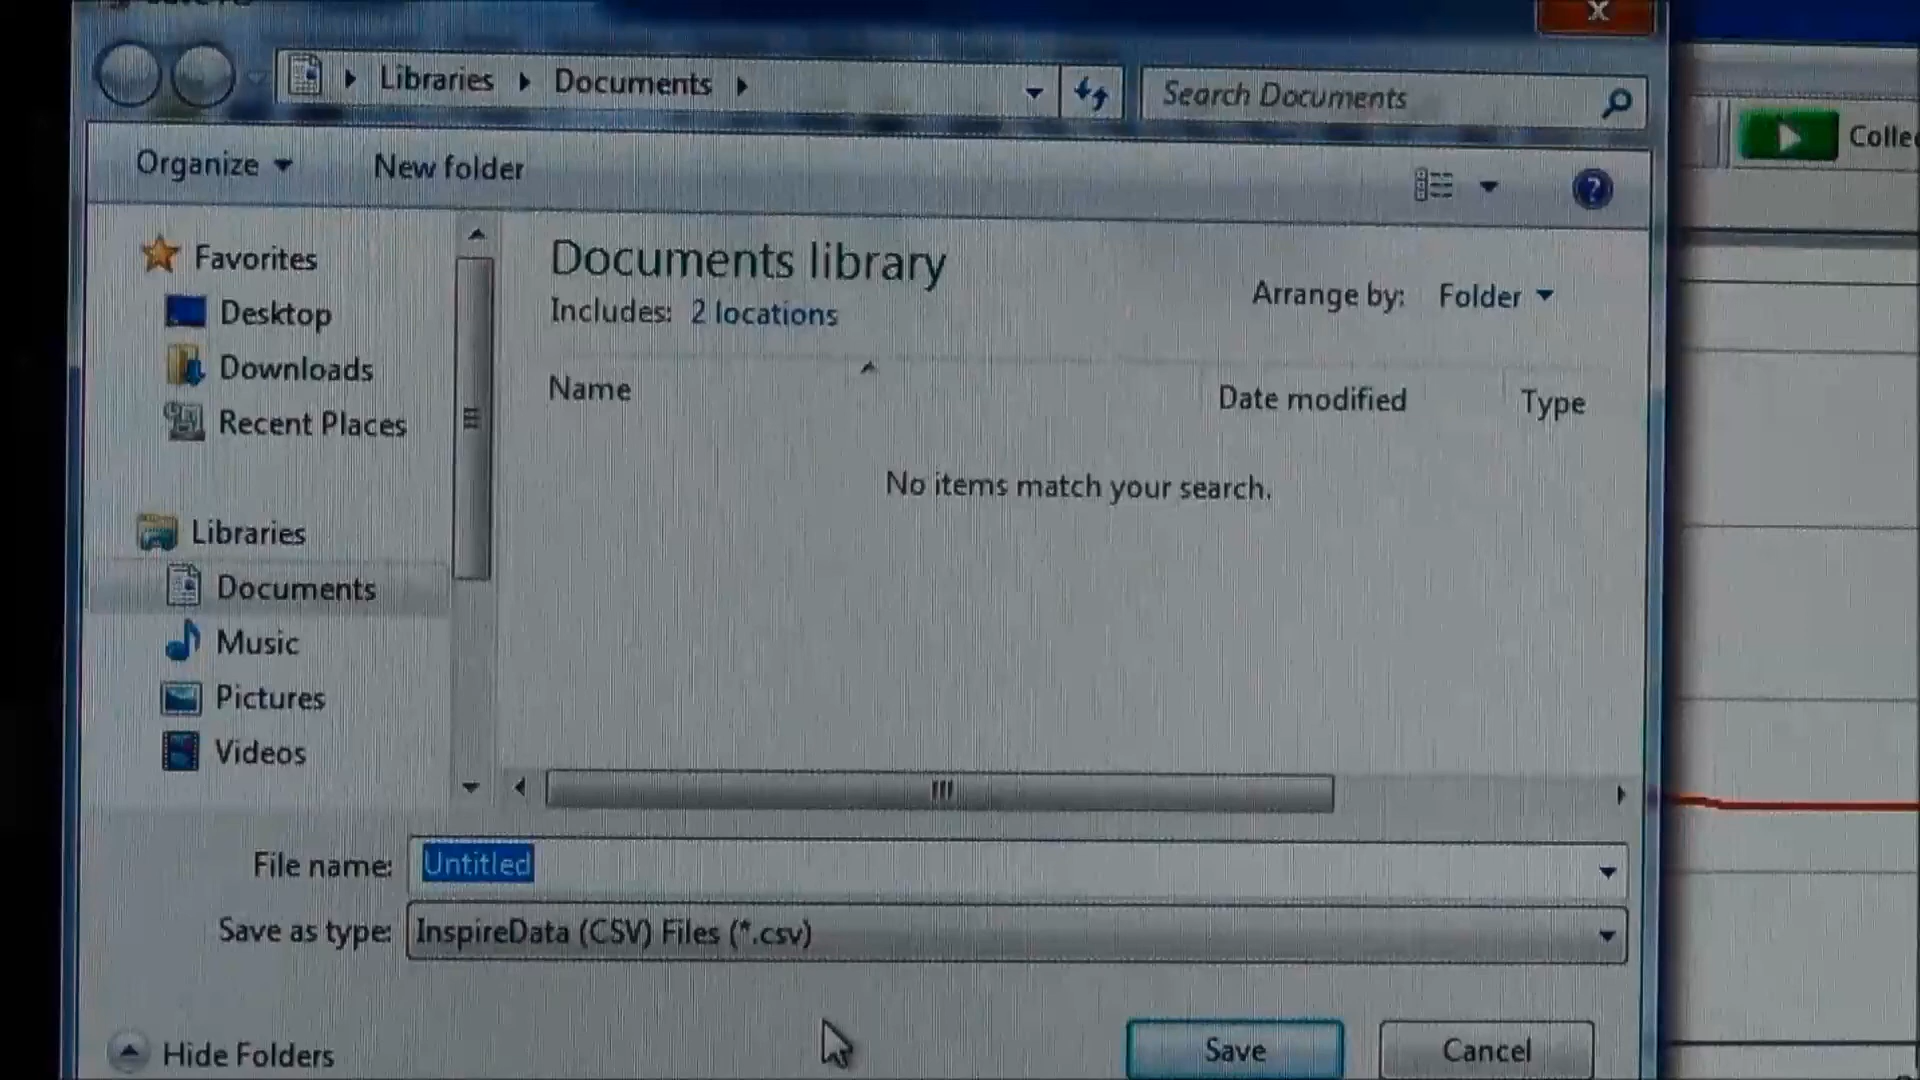 Libraries Documents
Search Documents
Organize
New folder
Colle
Favorites
Desktop
Downloads
Recent Places
Libraries
Documents
Music
Pictures
Videos
Documents library
Includes: 2 locations
Arrange by: Folder
Name
Date modified
Type
No items match your search.
File name: Untitled
Save as type: InspireData (CSV) Files (*.csv)
Hide Folders
Save
Cancel